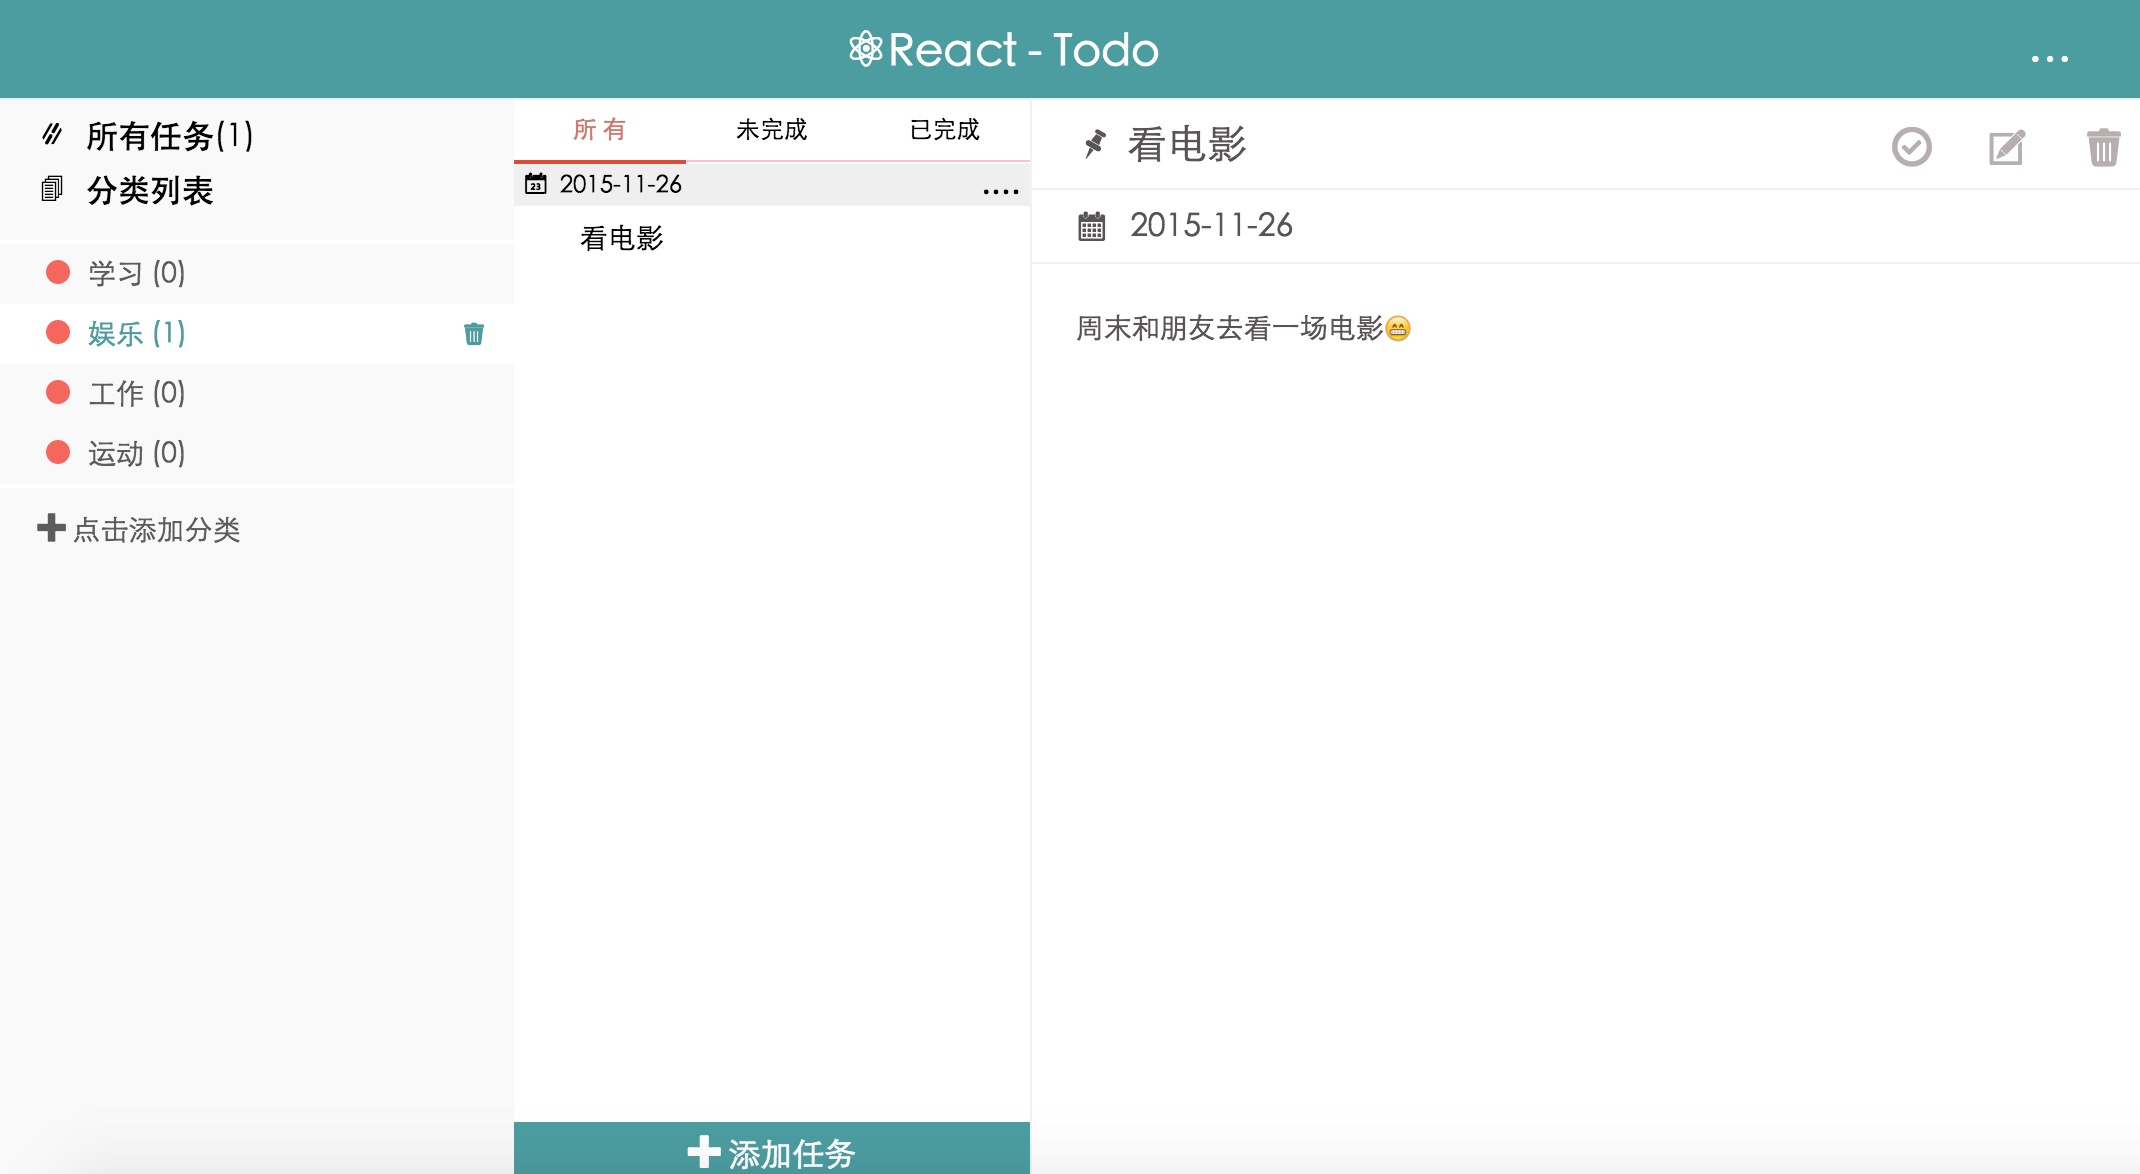 React - Todo
...
所有任务(1)
分类列表
学习 (0)
娱乐 (1)
工作 (0)
运动 (0)
点击添加分类
所 有
未完成
已完成
23
2015-11-26
....
看电影
添加任务
看电影
2015-11-26
周末和朋友去看一场电影😁